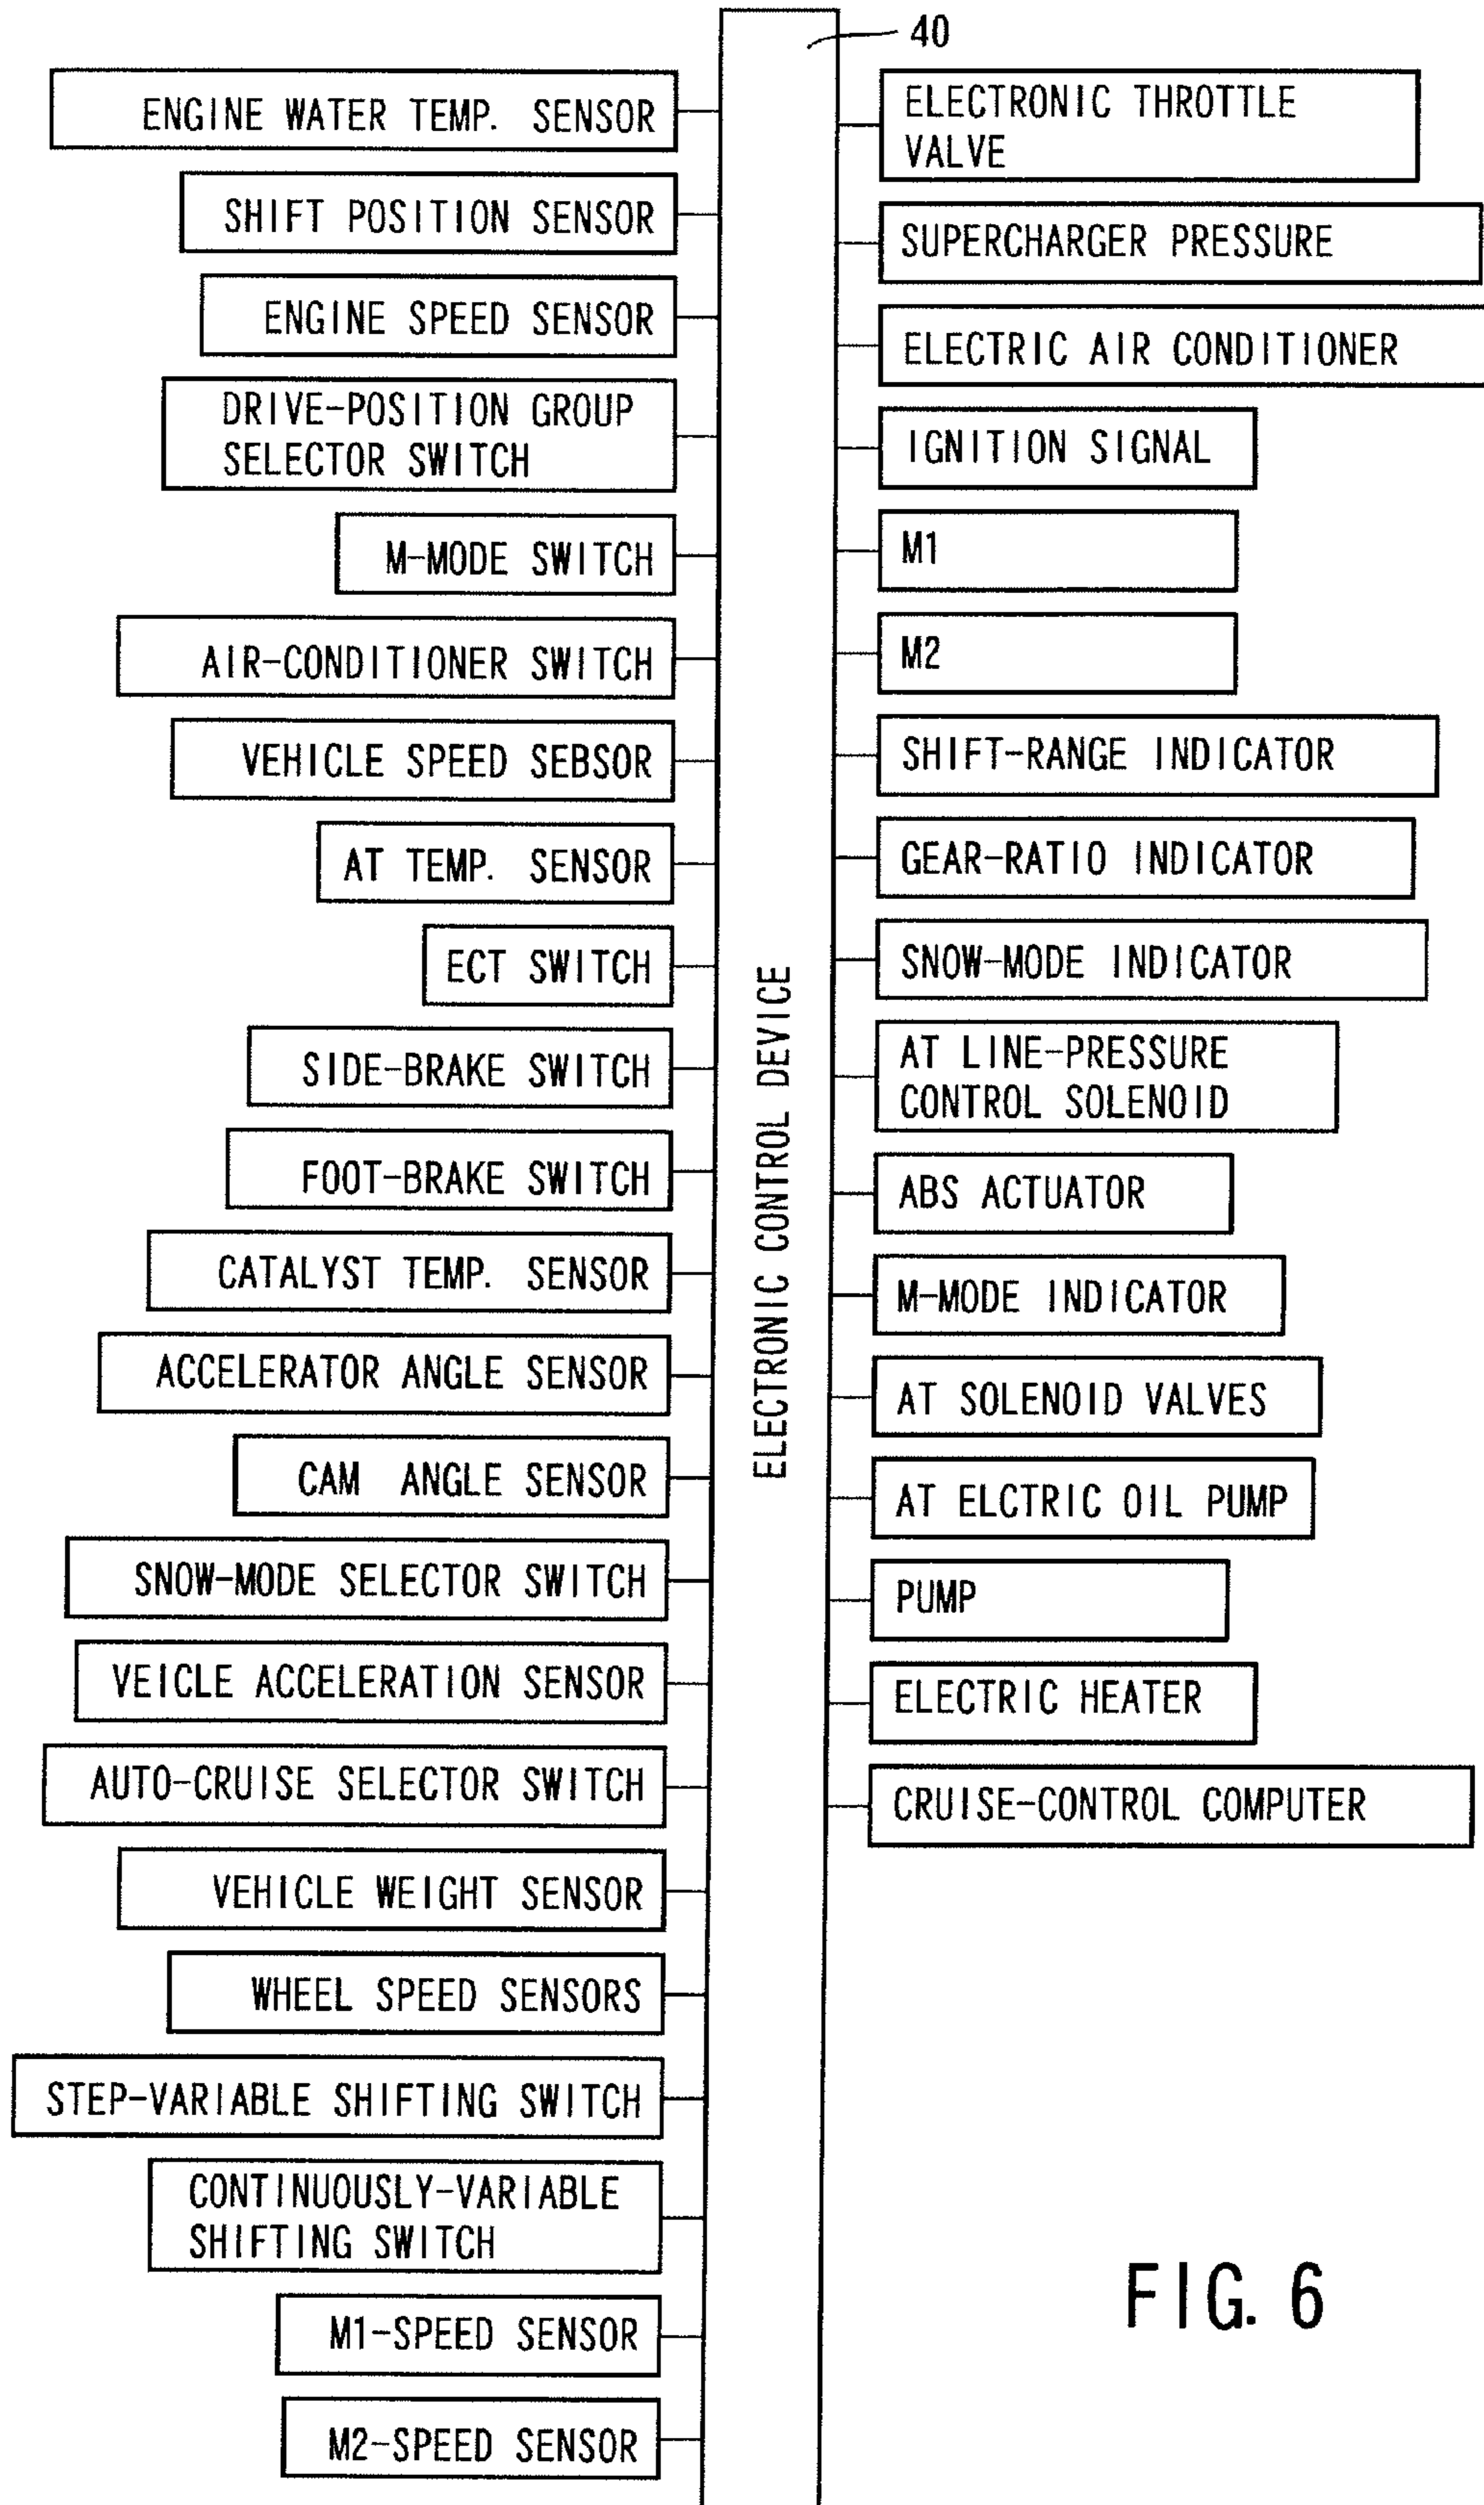 40
ENGINE WATER TEMP. SENSOR
SHIFT POSITION SENSOR
ENGINE SPEED SENSOR
DRIVE-POSITION GROUP
SELECTOR SWITCH
M-MODE SWITCH
AIR-CONDITIONER SWITCH
VEHICLE SPEED SEBSOR
AT TEMP. SENSOR
ECT SWITCH
SIDE-BRAKE SWITCH
FOOT-BRAKE SWITCH
CATALYST TEMP. SENSOR
ACCELERATOR ANGLE SENSOR
CAM ANGLE SENSOR
SNOW-MODE SELECTOR SWITCH
VEICLE ACCELERATION SENSOR
AUTO-CRUISE SELECTOR SWITCH
VEHICLE WEIGHT SENSOR
WHEEL SPEED SENSORS
STEP-VARIABLE SHIFTING SWITCH
CONTINUOUSLY-VARIABLE
SHIFTING SWITCH
M1-SPEED SENSOR
M2-SPEED SENSOR
ELECTRONIC CONTROL DEVICE
ELECTRONIC THROTTLE
VALVE
SUPERCHARGER PRESSURE
ELECTRIC AIR CONDITIONER
IGNITION SIGNAL
M1
M2
SHIFT-RANGE INDICATOR
GEAR-RATIO INDICATOR
SNOW-MODE INDICATOR
AT LINE-PRESSURE
CONTROL SOLENOID
ABS ACTUATOR
M-MODE INDICATOR
AT SOLENOID VALVES
AT ELCTRIC OIL PUMP
PUMP
ELECTRIC HEATER
CRUISE-CONTROL COMPUTER
FIG. 6